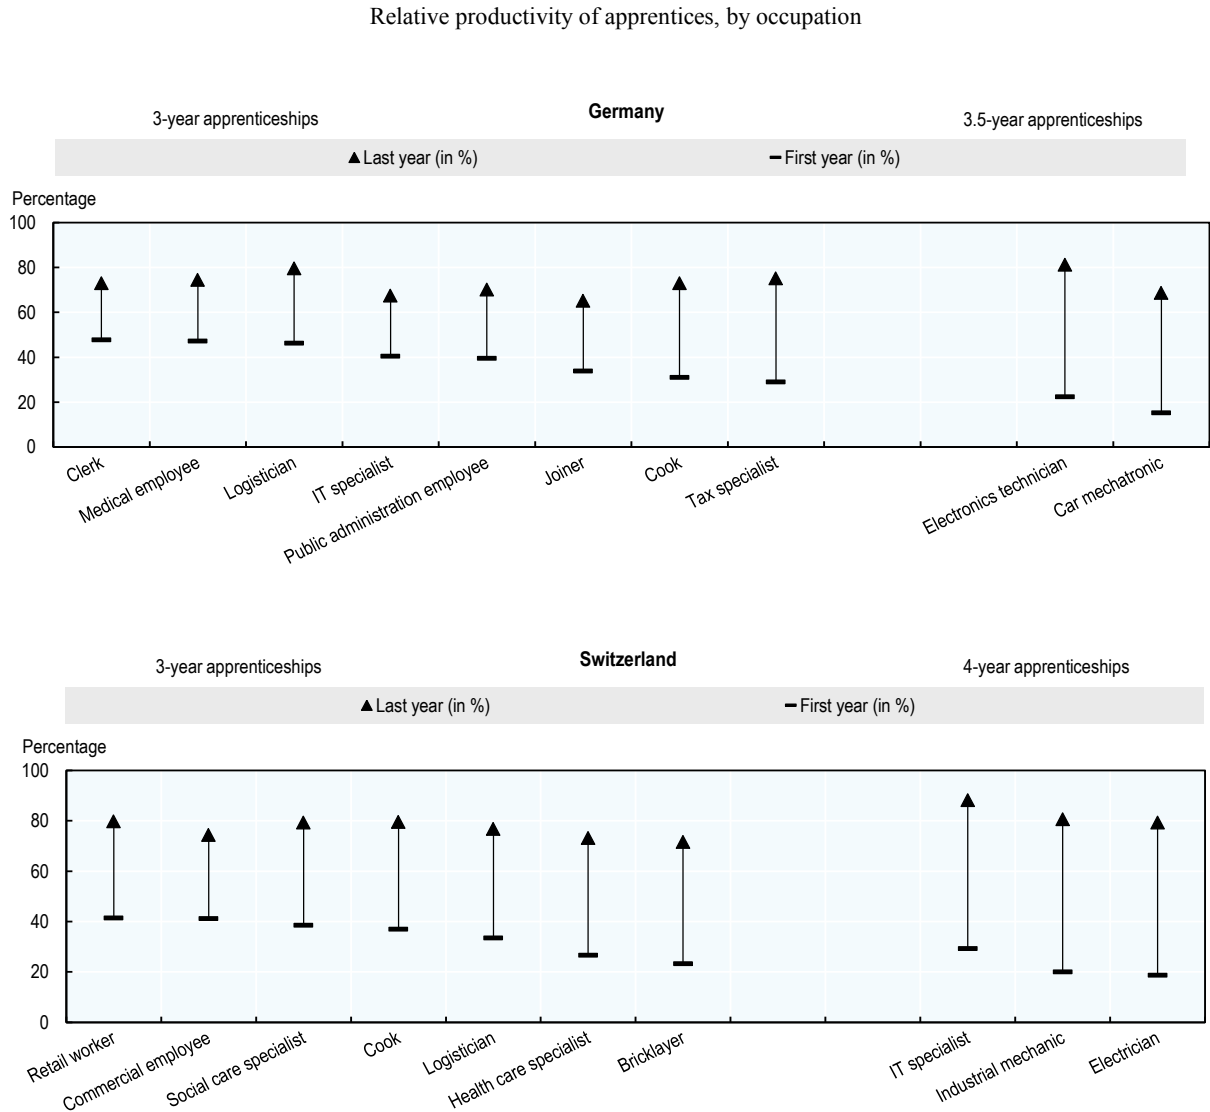 Relative productivity of apprentices, by occupation
3-year apprenticeships
Germany
3.5-year apprenticeships
Last year (in %)
First year (in %)
Percentage
100
80
60
40
20
0
Clerk
Medical employee
Logistician
IT specialist
Public administration employee
Joiner
Cook
Tax specialist
Electronics technician
Car mechatronic
3-year apprenticeships
Switzerland
4-year apprenticeships
Last year (in %)
First year (in %)
Percentage
100
80
60
40
20
0
Retail worker
Commercial employee
Social care specialist
Cook
Logistician
Health care specialist
Bricklayer
IT specialist
Industrial mechanic
Electrician